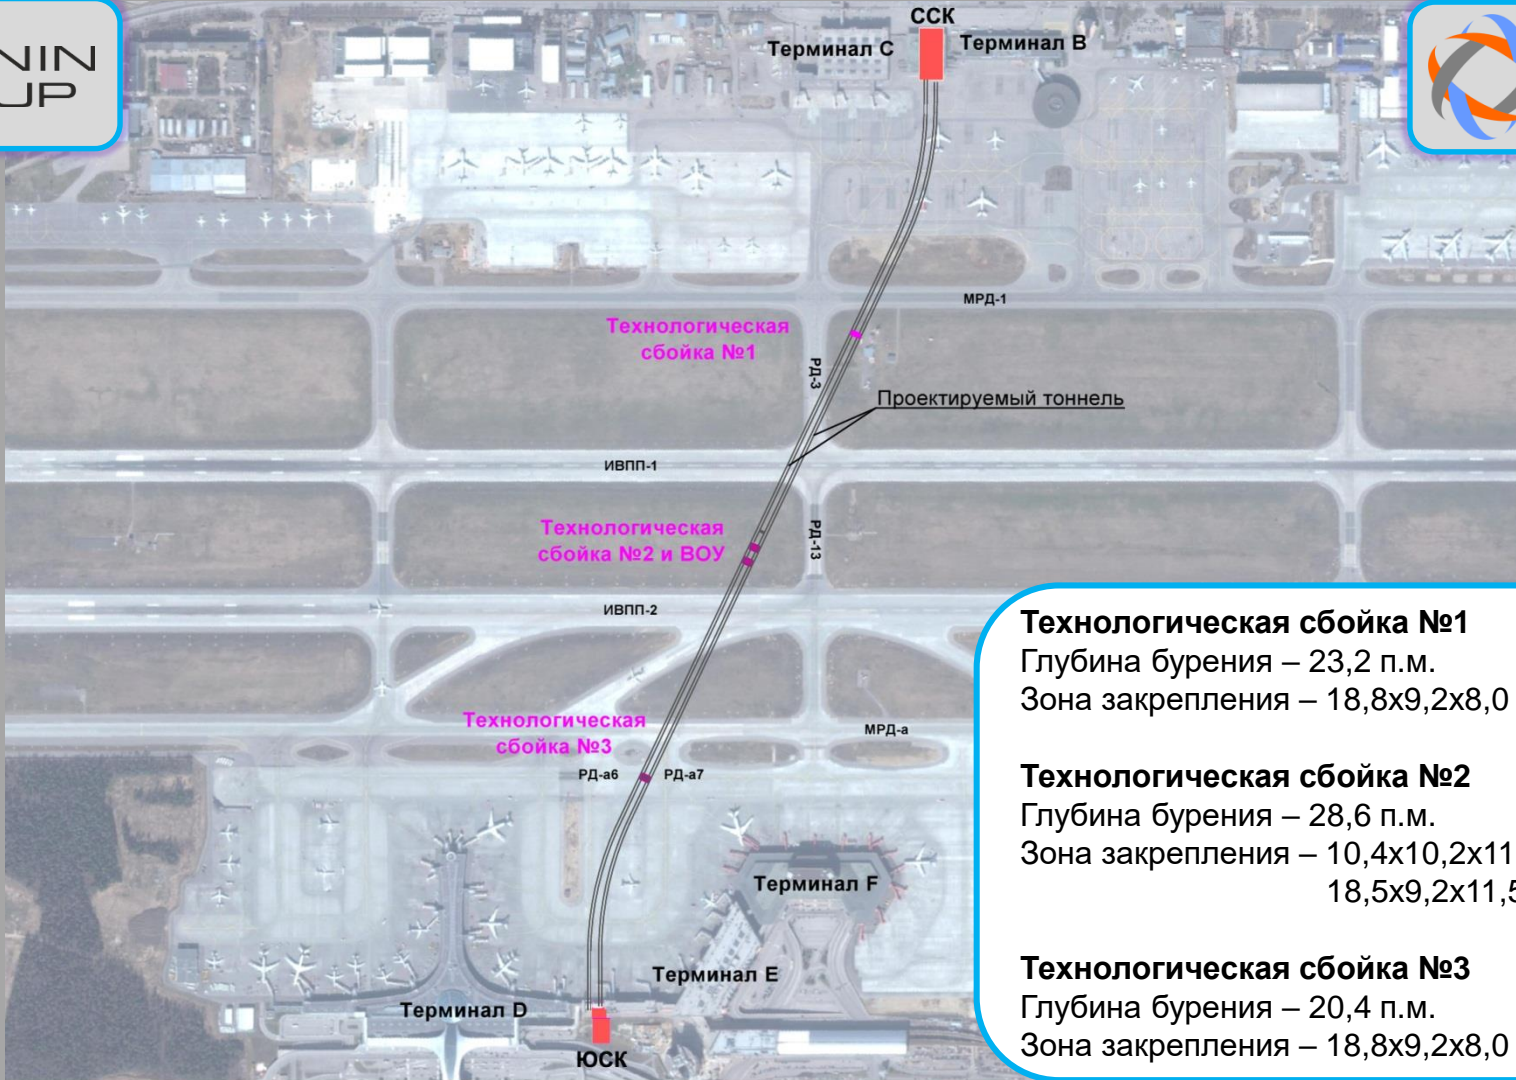 NIN
UP
ССК
Терминал С
Терминал В
МРД-1
Технологическая
сбойка №1
РД-3
Проектируемый тоннель
ИВПП-1
Технологическая
сбойка №2 и ВОУ
РД-13
ИВПП-2
Технологическая
сбойка №3
МРД-а
РД-а6
РД-а7
Терминал F
Терминал Е
Терминал D
ЮСК
Технологическая сбойка №1
Глубина бурения – 23,2 п.м.
Зона закрепления – 18,8х9,2х8,0
Технологическая сбойка №2
Глубина бурения – 28,6 п.м.
Зона закрепления – 10,4х10,2х11
18,5х9,2х11,5
Технологическая сбойка №3
Глубина бурения – 20,4 п.м.
Зона закрепления – 18,8х9,2х8,0